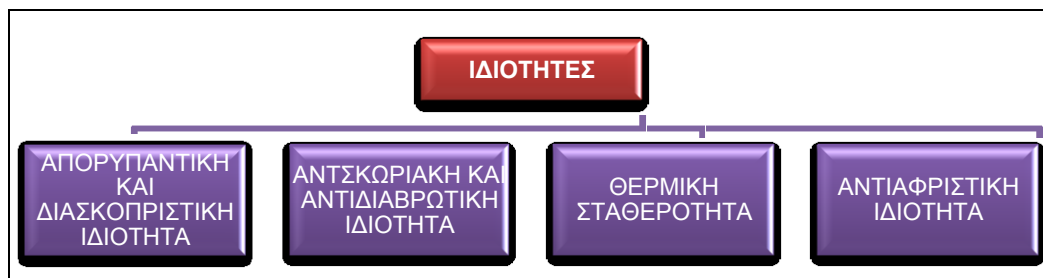 ΙΔΙΟΤΗΤΕΣ
ΑΠΟΡΥΠΑΝΤΙΚΗ
ΚΑΙ
ΔΙΑΣΚΟΠΡΙΣΤΙΚΗ
ΙΔΙΟΤΗΤΑ
ΑΝΤΣΚΩΡΙΑΚΗ ΚΑΙ
ΑΝΤΙΔΙΑΒΡΩΤΙΚΗ
ΙΔΙΟΤΗΤΑ
ΘΕΡΜΙΚΗ
ΣΤΑΘΕΡΟΤΗΤΑ
ΑΝΤΙΑΦΡΙΣΤΙΚΗ
ΙΔΙΟΤΗΤΑ